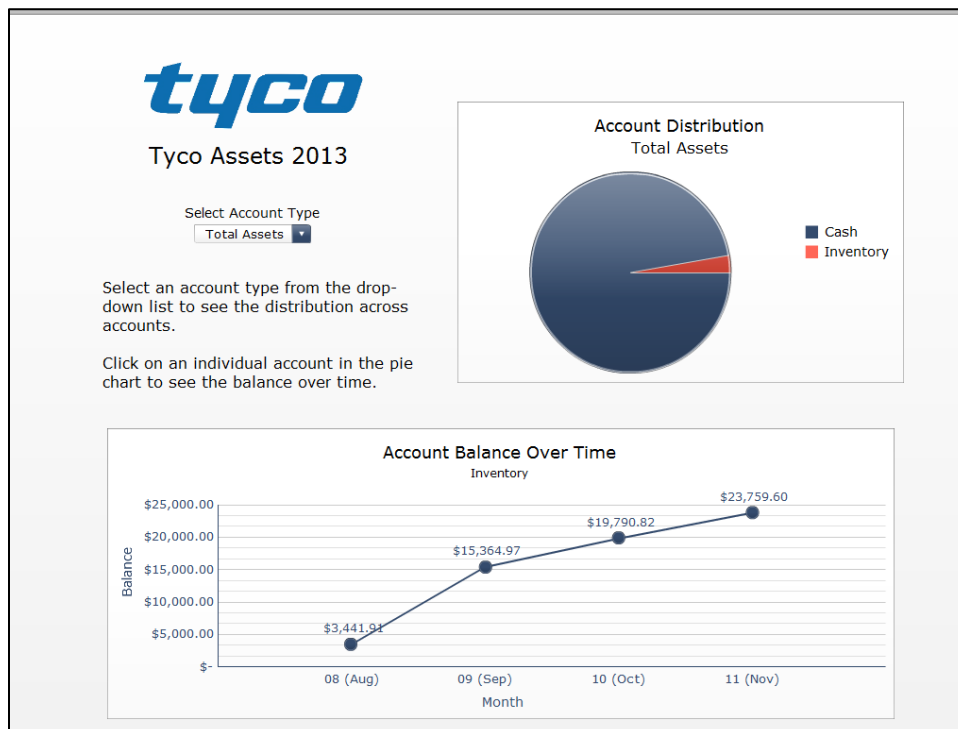 tyco
Tyco Assets 2013
Select Account Type
Total Assets
Select an account type from the drop-
down list to see the distribution across
accounts.
Click on an individual account in the pie
chart to see the balance over time.
Account Distribution
Total Assets
Cash
Inventory
Account Balance Over Time
Inventory
$25,000.00
$20,000.00
$15,000.00
$10,000.00
$5,000.00
$-
Balance
$3,441.91
$15,364.97
$19,790.82
$23,759.60
08 (Aug)
09 (Sep)
10 (Oct)
11 (Nov)
Month